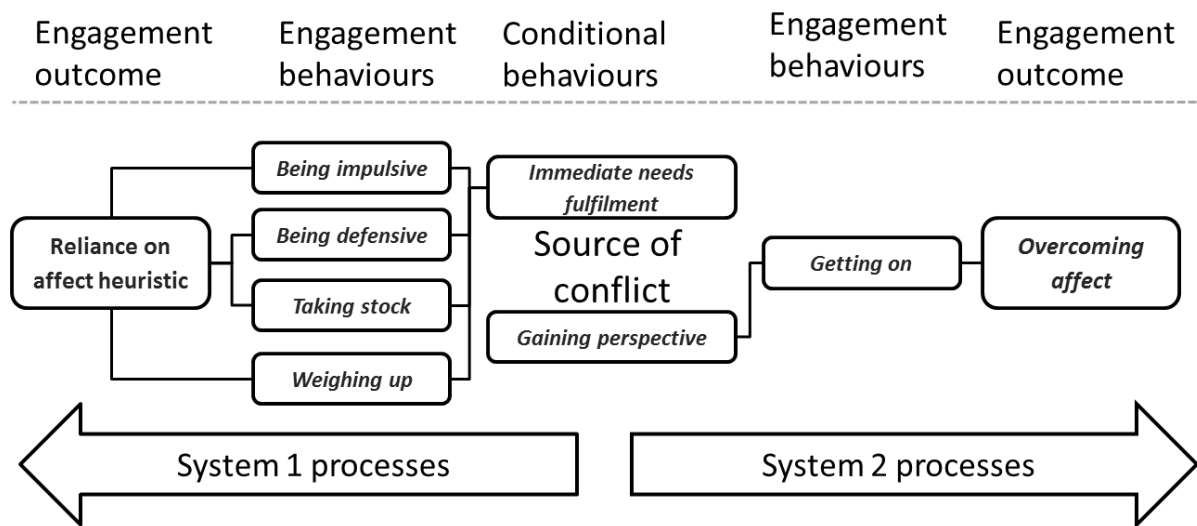 Engagement
outcome
Engagement
behaviours
Conditional
behaviours
Engagement
behaviours
Engagement
outcome
Being impulsive
Immediate needs
fulfilment
Being defensive
Reliance on
affect heuristic
Source of
conflict
Getting on
Overcoming
affect
Taking stock
Gaining perspective
Weighing up
System 1 processes
System 2 processes